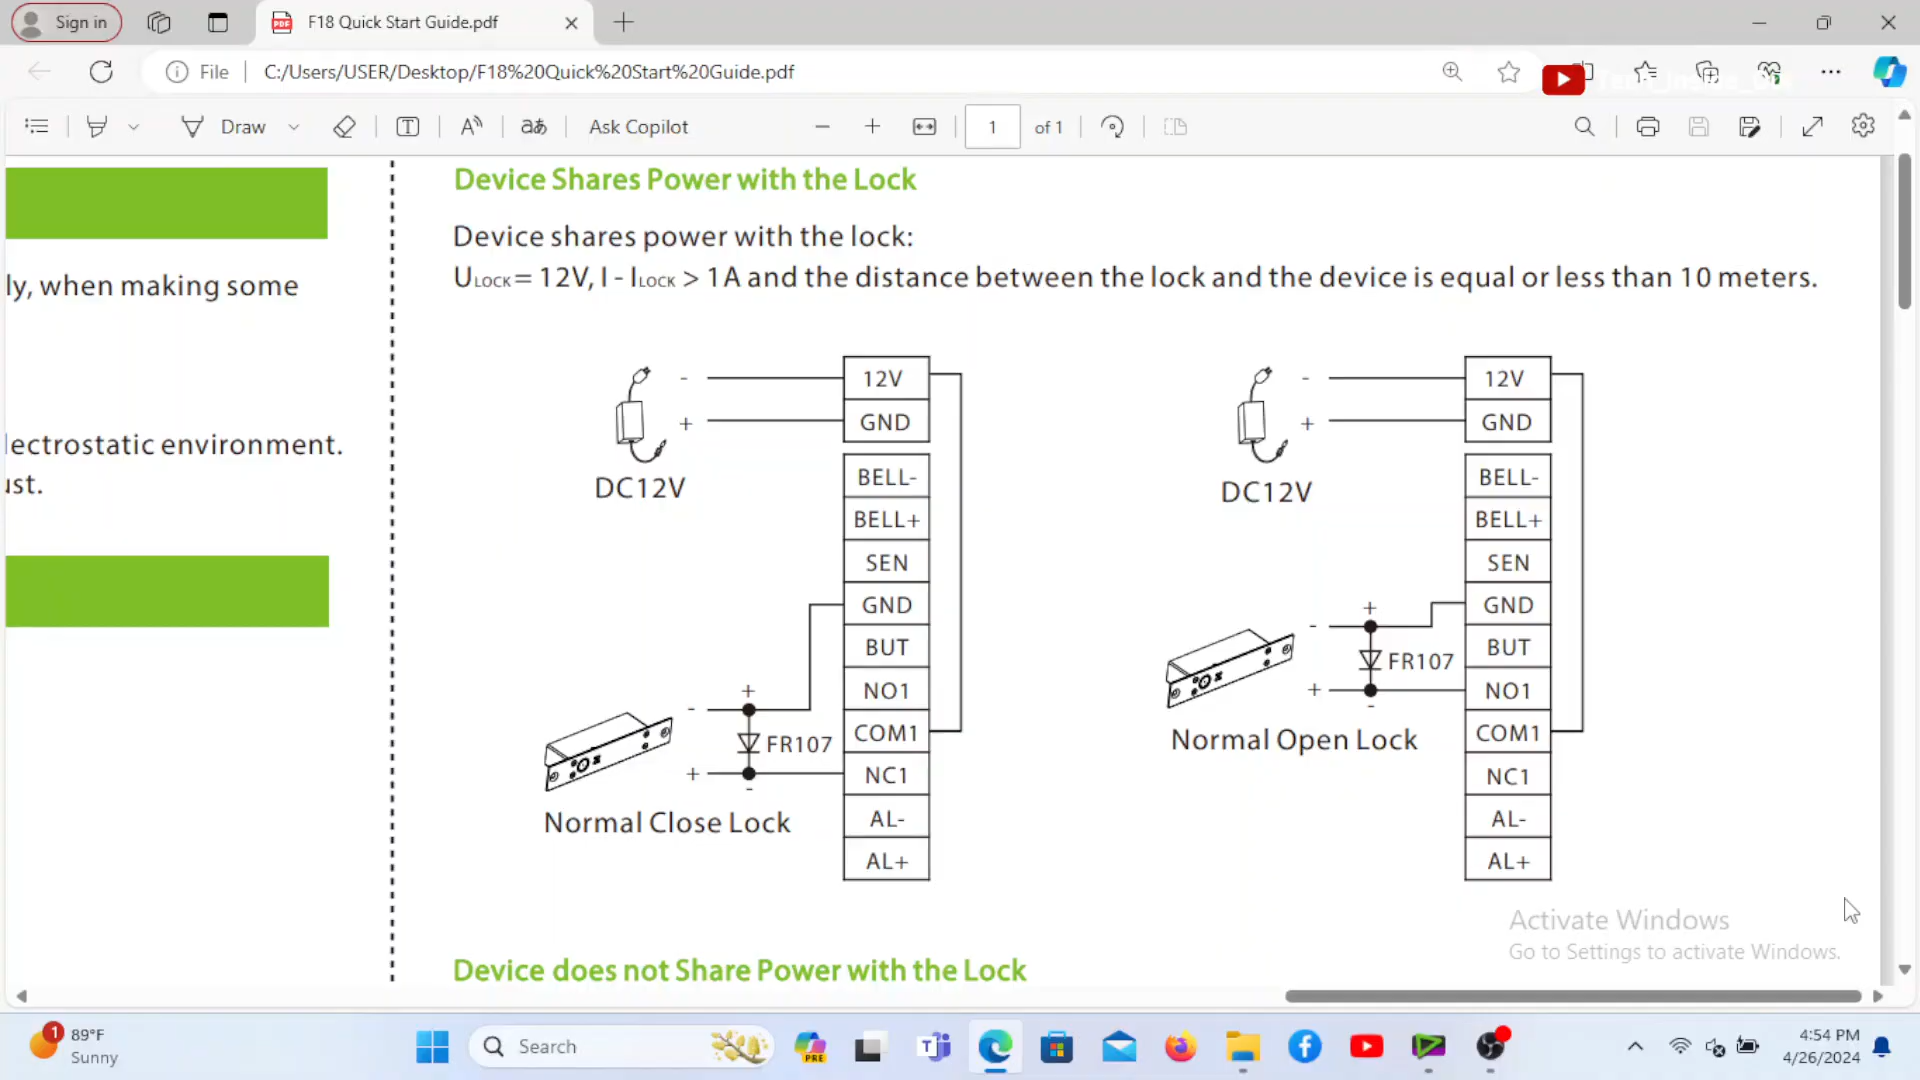 Sign in
F18 Quick Start Guide.pdf
File
C:/Users/USER/Desktop/F18%20Quick%20Start%20Guide.pdf
Draw
Ask Copilot
1 of 1
Device Shares Power with the Lock
Device shares power with the lock:
ULOCK = 12V, I - ILOCK > 1A and the distance between the lock and the device is equal or less than 10 meters.
ly, when making some
lectrostatic environment.
ust.
- 12V
+ GND
DC12V
BELL-
BELL+
SEN
GND
BUT
NO1
COM1
NC1
AL-
AL+
+
-
FR107
+
-
Normal Close Lock
- 12V
+ GND
DC12V
BELL-
BELL+
SEN
GND
BUT
NO1
COM1
NC1
AL-
AL+
+
-
FR107
+
-
Normal Open Lock
Device does not Share Power with the Lock
Activate Windows
Go to Settings to activate Windows.
1
89°F
Sunny
Search
PRE
4:54 PM
4/26/2024